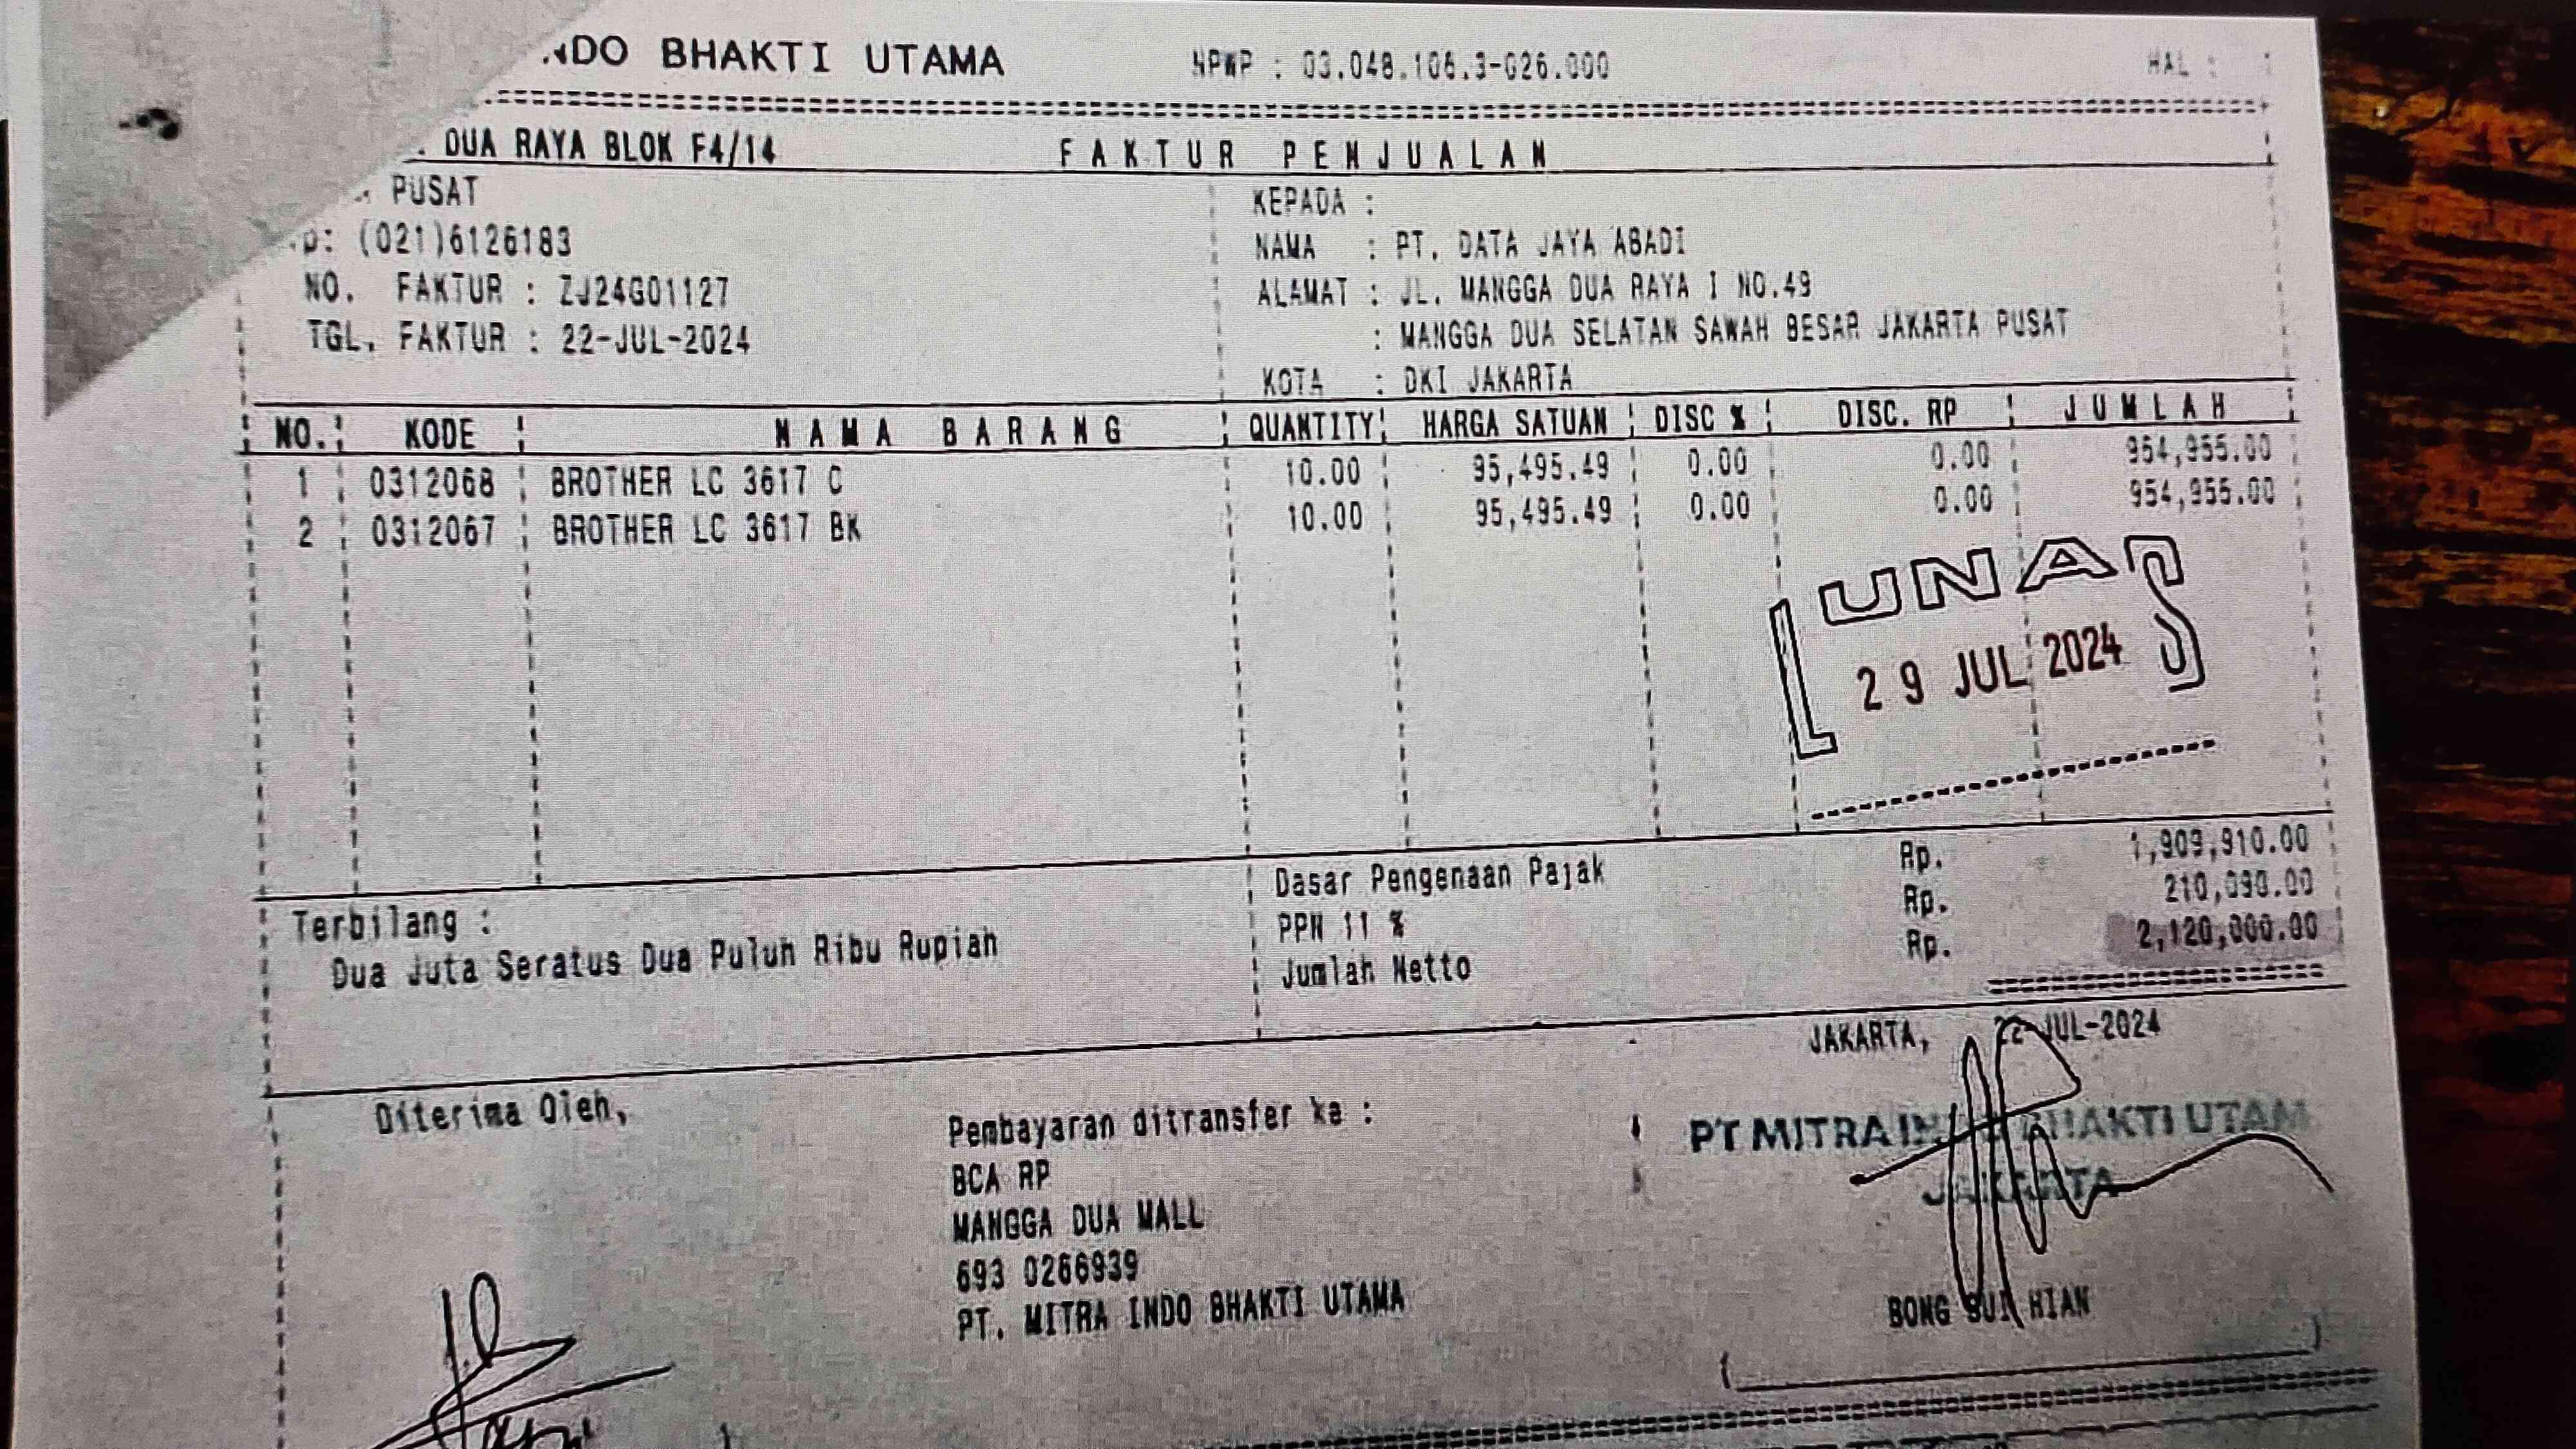 NDO BHAKTI UTAMA NPWP : 03.048.106.3-026.000 HAL :
DUA RAYA BLOK F4/14 FAKTUR PENJUALAN
PUSAT
: (021)6126183
NO. FAKTUR : ZJ24G01127
TGL. FAKTUR : 22-JUL-2024
KEPADA :
NAMA : PT. DATA JAYA ABADI
ALAMAT : JL. MANGGA DUA RAYA I NO.49
: MANGGA DUA SELATAN SAWAH BESAR JAKARTA PUSAT
KOTA : DKI JAKARTA
NO. KODE NAMA BARANG QUANTITY HARGA SATUAN DISC % DISC. RP JUMLAH
1 0312068 BROTHER LC 3617 C 10.00 95,495.49 0.00 0.00 954,955.00
2 0312067 BROTHER LC 3617 BK 10.00 95,495.49 0.00 0.00 954,955.00
LUNAS
29 JUL 2024
Dasar Pengenaan Pajak Rp. 1,909,910.00
PPN 11 % Rp. 210,090.00
Jumlah Netto Rp. 2,120,000.00
Terbilang :
Dua Juta Seratus Dua Puluh Ribu Rupiah
JAKARTA, 22-JUL-2024
Diterima Oleh,
Pembayaran ditransfer ke :
BCA RP
MANGGA DUA MALL
693 0266939
PT. MITRA INDO BHAKTI UTAMA
PT MITRA IN HAKTI UTAM
JAKARTA
BONG SUI HIAN